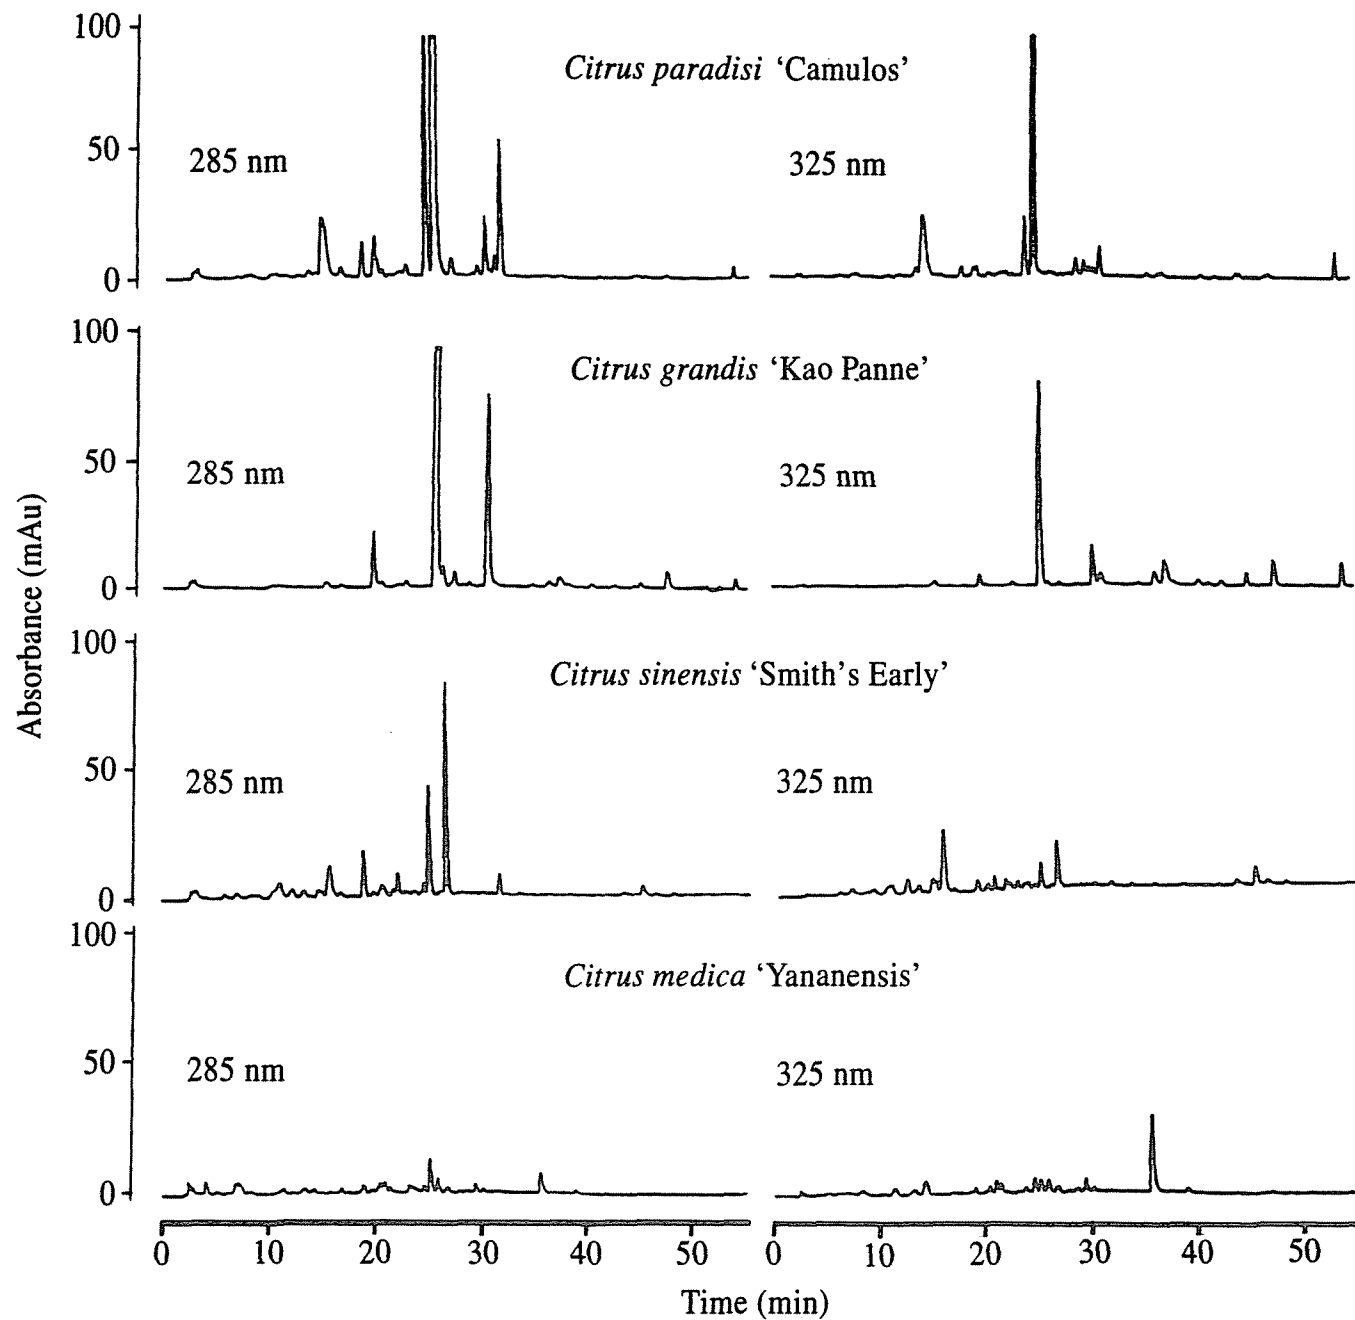 100
50
0
Citrus paradisi ‘Camulos’
285 nm
325 nm
100
50
0
Citrus grandis ‘Kao Panne’
285 nm
325 nm
Absorbance (mAu)
100
50
0
Citrus sinensis ‘Smith’s Early’
285 nm
325 nm
100
50
0
Citrus medica ‘Yananensis’
285 nm
325 nm
0 10 20 30 40 50 0 10 20 30 40 50
Time (min)